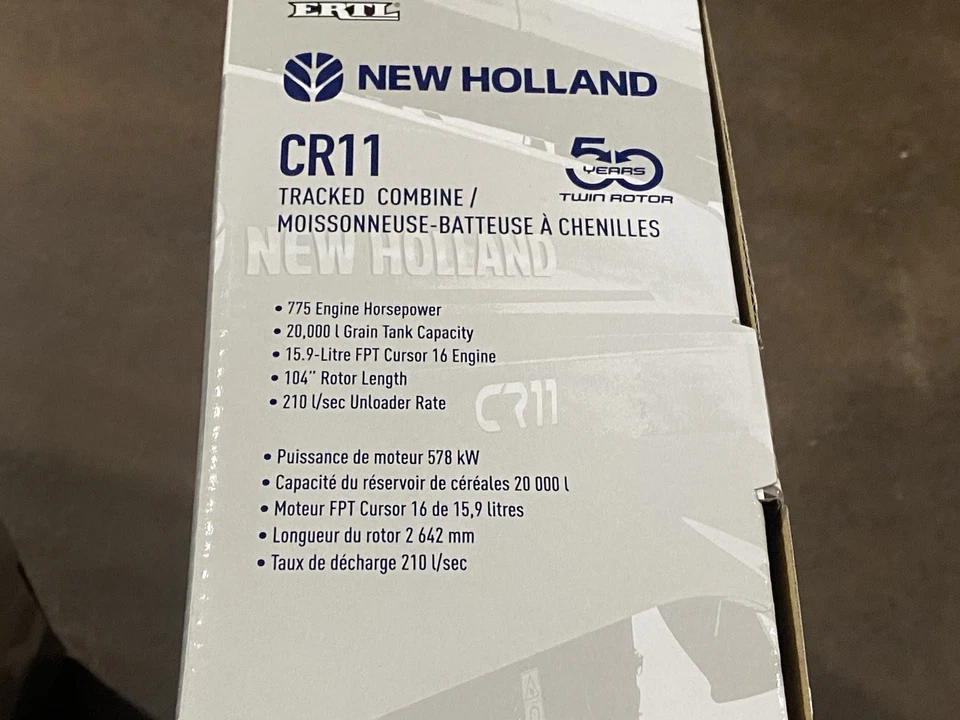 ERTL
NEW HOLLAND
CR11
50
YEARS
TWIN ROTOR
TRACKED COMBINE /
MOISSONNEUSE-BATTEUSE À CHENILLES
NEW HOLLAND
• 775 Engine Horsepower
• 20,000 l Grain Tank Capacity
• 15.9-Litre FPT Cursor 16 Engine
• 104" Rotor Length
• 210 l/sec Unloader Rate
CR11
• Puissance de moteur 578 kW
• Capacité du réservoir de céréales 20 000 l
• Moteur FPT Cursor 16 de 15,9 litres
• Longueur du rotor 2 642 mm
• Taux de décharge 210 l/sec